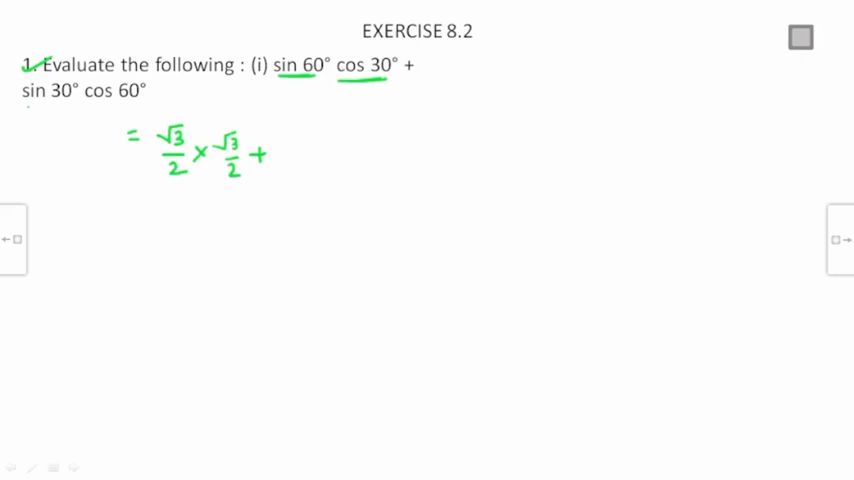 EXERCISE 8.2
1. Evaluate the following : (i) sin 60° cos 30° +
sin 30° cos 60°
= √3/2 × √3/2 +